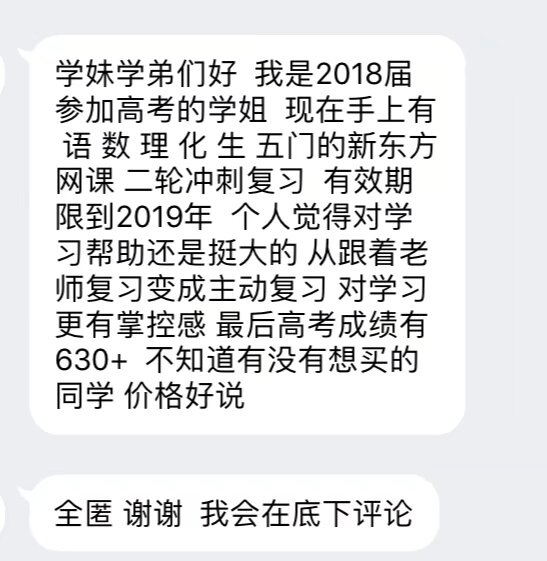 学妹学弟们好 我是2018届
参加高考的学姐 现在手上有
语 数 理 化 生 五门的新东方
网课 二轮冲刺复习 有效期
限到2019年 个人觉得对学
习帮助还是挺大的 从跟着老
师复习变成主动复习 对学习
更有掌控感 最后高考成绩有
630+ 不知道有没有想买的
同学 价格好说
全匿 谢谢 我会在底下评论